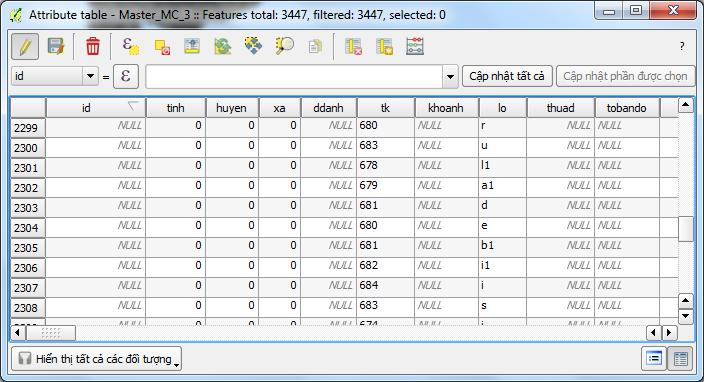 Attribute table - Master_MC_3 :: Features total: 3447, filtered: 3447, selected: 0
?
id = ε Cập nhật tất cả Cập nhật phần được chọn
id tinh huyen xa ddanh tk khoanh lo thuad tobando
2299 NULL 0 0 0 NULL 680 NULL r NULL NULL
2300 NULL 0 0 0 NULL 683 NULL u NULL NULL
2301 NULL 0 0 0 NULL 678 NULL l1 NULL NULL
2302 NULL 0 0 0 NULL 679 NULL a1 NULL NULL
2303 NULL 0 0 0 NULL 681 NULL d NULL NULL
2304 NULL 0 0 0 NULL 680 NULL e NULL NULL
2305 NULL 0 0 0 NULL 681 NULL b1 NULL NULL
2306 NULL 0 0 0 NULL 682 NULL i1 NULL NULL
2307 NULL 0 0 0 NULL 684 NULL i NULL NULL
2308 NULL 0 0 0 NULL 683 NULL s NULL NULL
NULL 0 0 0 NULL 674 NULL NULL NULL
Hiển thị tất cả các đối tượng